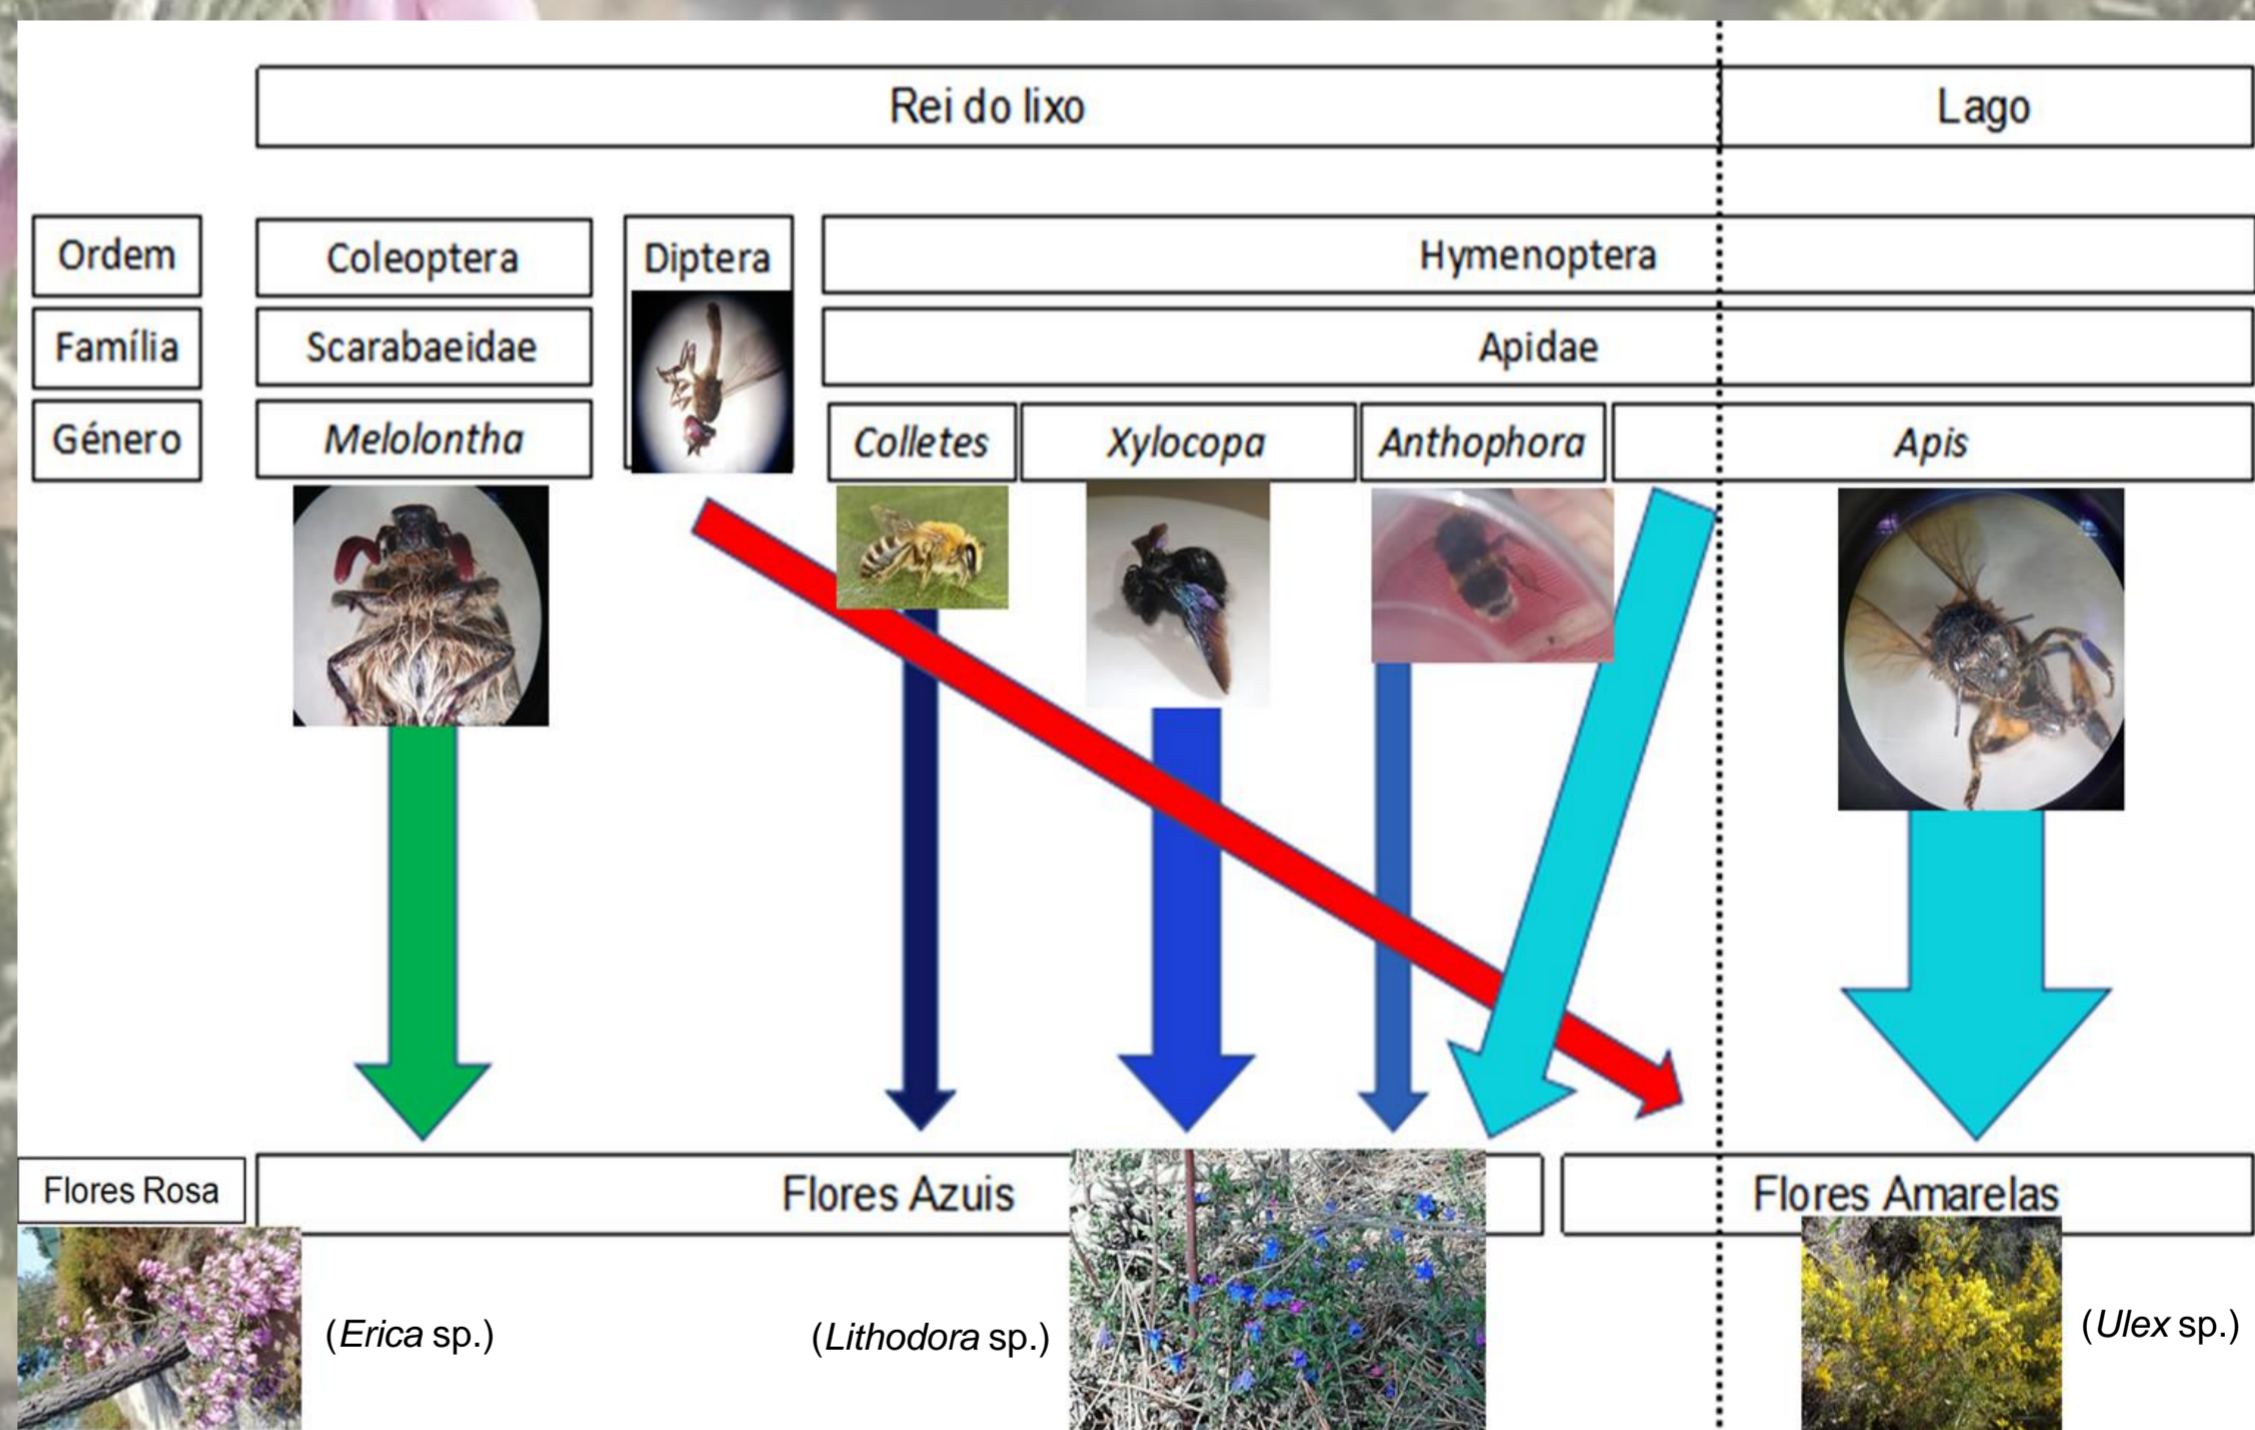 Rei do lixo
Lago
Ordem
Coleoptera
Diptera
Hymenoptera
Família
Scarabaeidae
Apidae
Género
Melolontha
Colletes
Xylocopa
Anthophora
Apis
Flores Rosa
Flores Azuis
Flores Amarelas
(Erica sp.)
(Lithodora sp.)
(Ulex sp.)